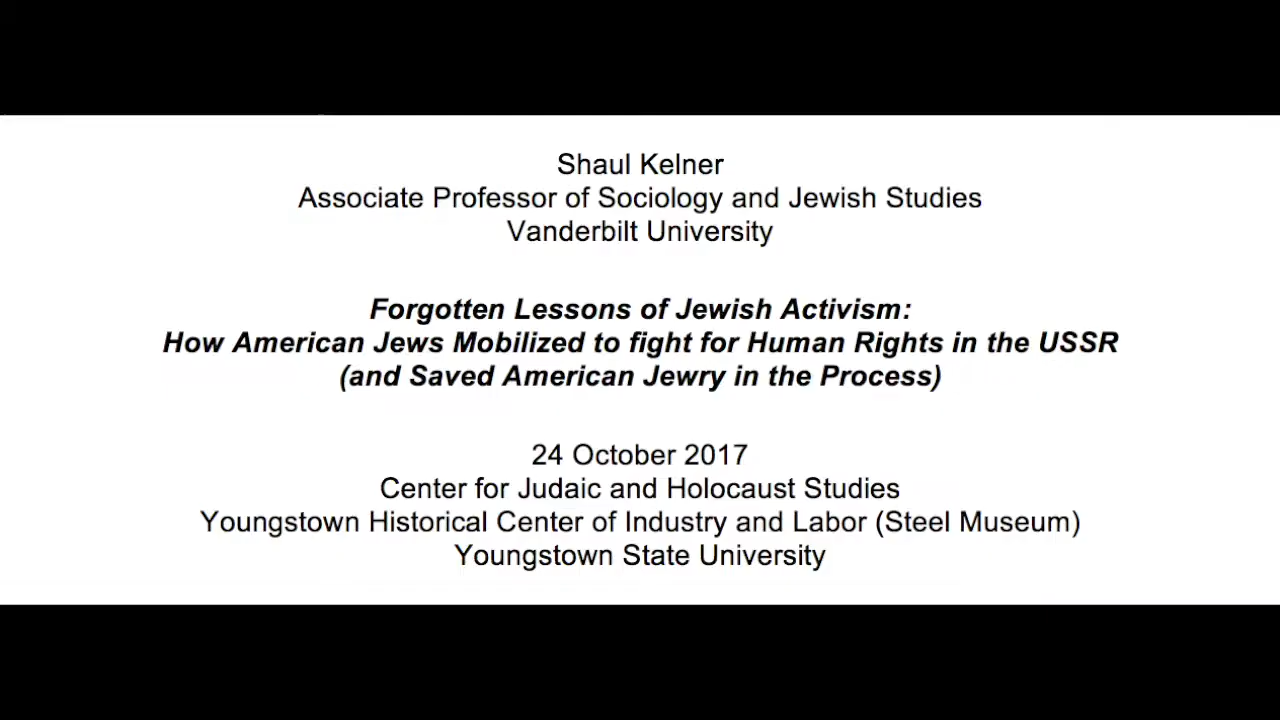 Shaul Kelner
Associate Professor of Sociology and Jewish Studies
Vanderbilt University
Forgotten Lessons of Jewish Activism:
How American Jews Mobilized to fight for Human Rights in the USSR
(and Saved American Jewry in the Process)
24 October 2017
Center for Judaic and Holocaust Studies
Youngstown Historical Center of Industry and Labor (Steel Museum)
Youngstown State University